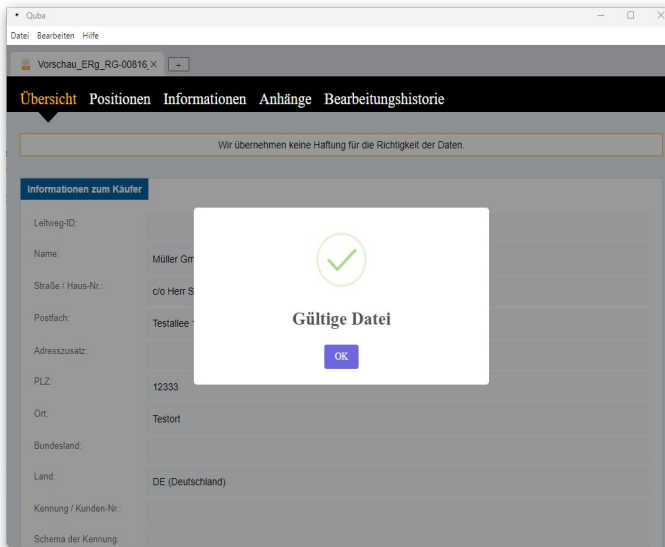 Quba
Datei Bearbeiten Hilfe
Vorschau_ERg_RG-00816
Übersicht Positionen Informationen Anhänge Bearbeitungshistorie
Wir übernehmen keine Haftung für die Richtigkeit der Daten.
Informationen zum Käufer
Leitweg-ID:
Name: Müller Gm
Straße / Haus-Nr.: c/o Herr S
Postfach: Testallee
Adresszusatz:
PLZ: 12333
Ort: Testort
Bundesland:
Land: DE (Deutschland)
Kennung / Kunden-Nr.:
Schema der Kennung:
Gültige Datei
OK